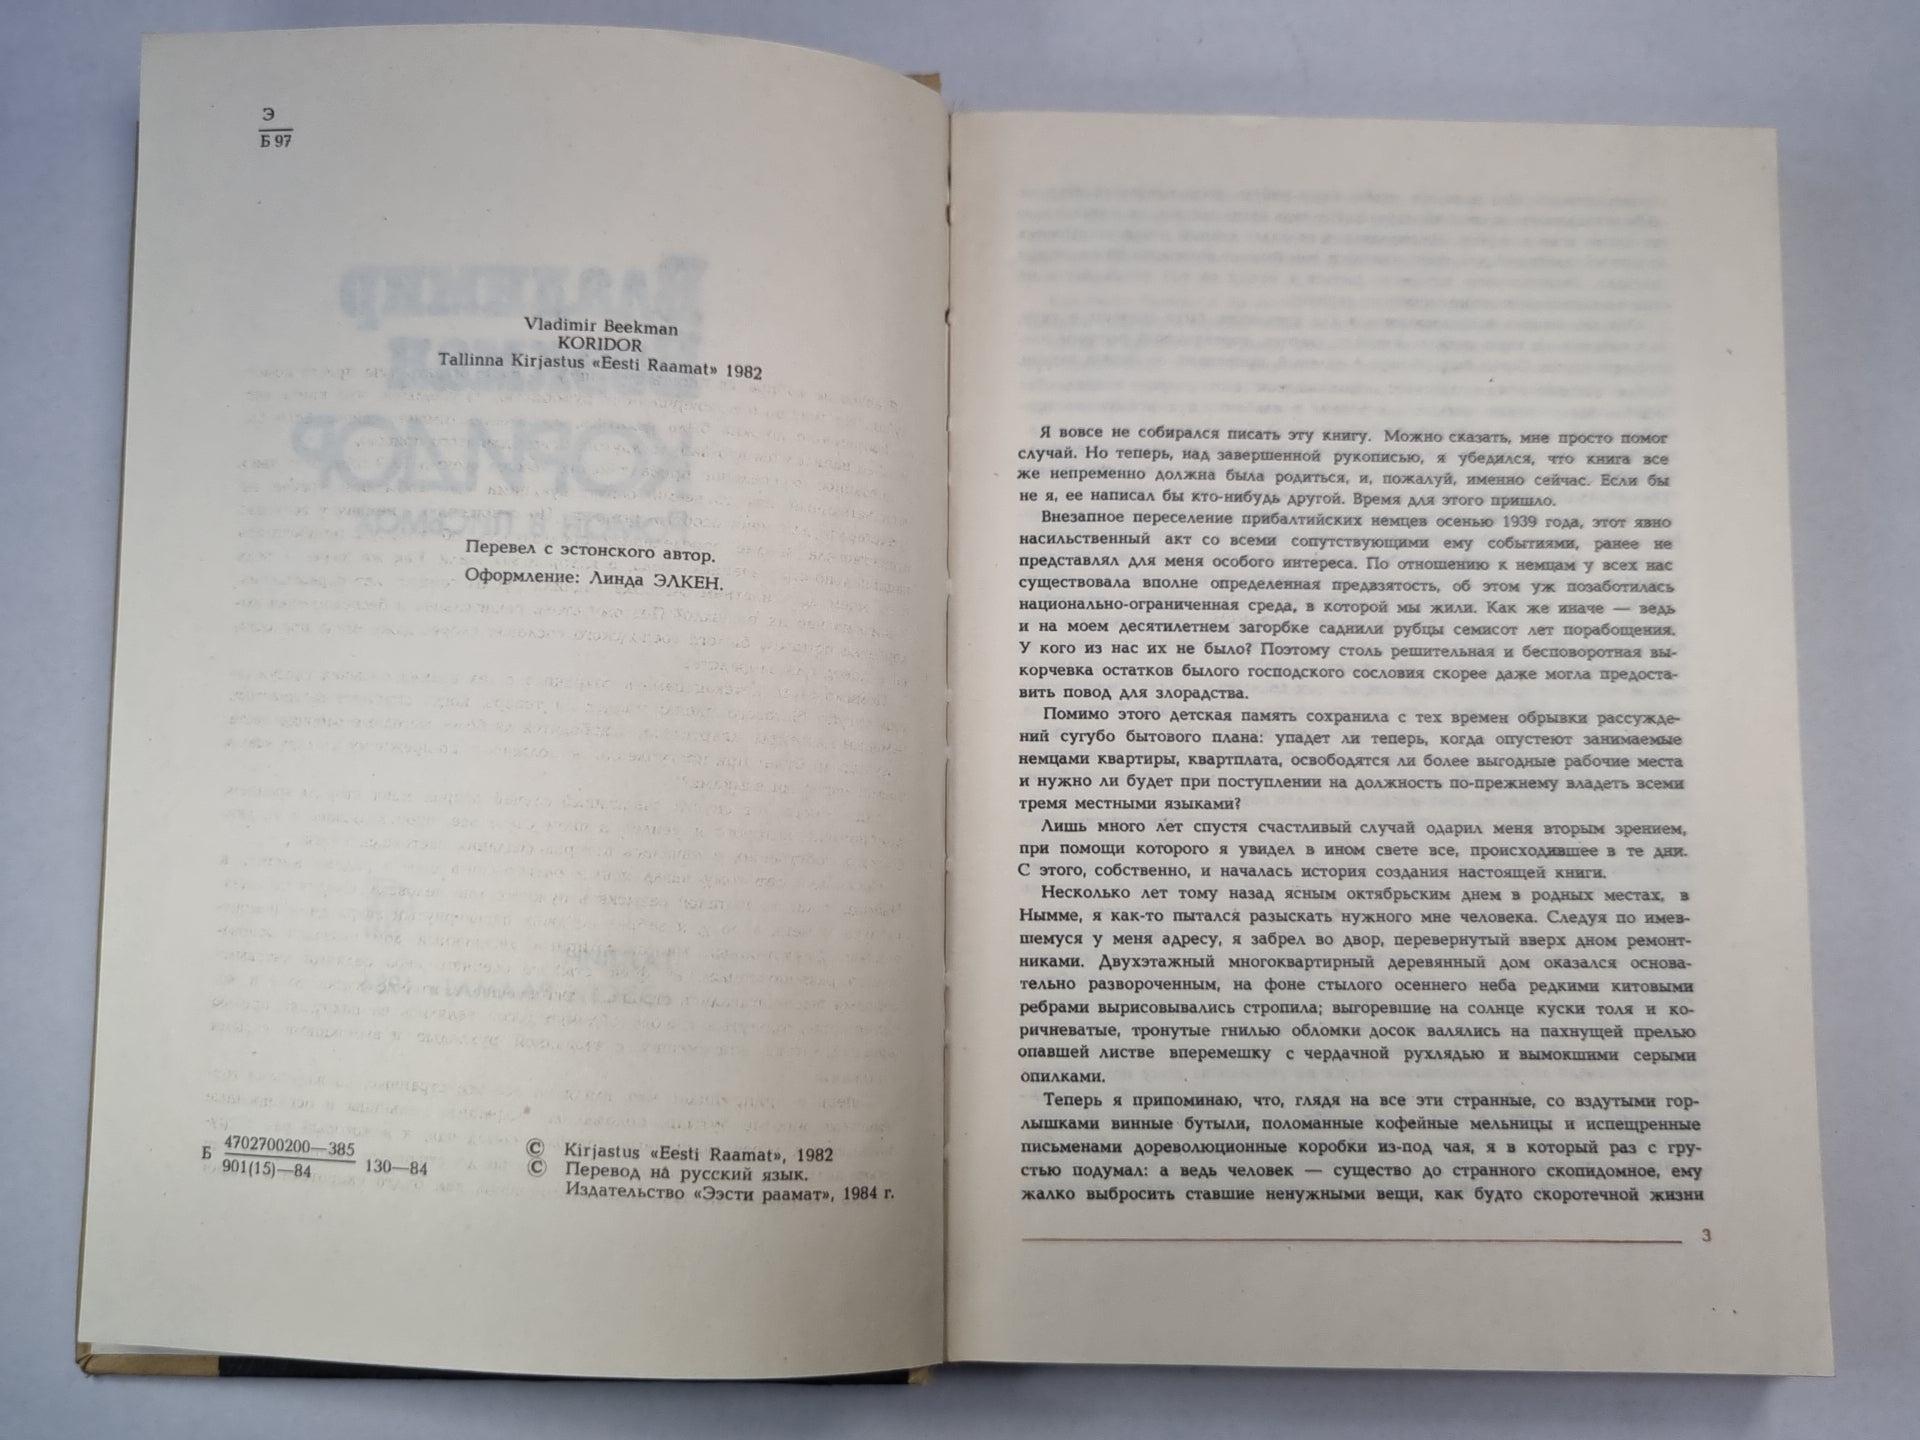 Э
Б 97
Vladimir Beekman
KORIDOR
Tallinna Kirjastus «Eesti Raamat» 1982
Перевел с эстонского автор.
Оформление: Линда ЭЛКЕН.
Б 4702700200—385
901(15)—84 130—84
© Kirjastus «Eesti Raamat», 1982
© Перевод на русский язык.
Издательство «Ээсти раамат», 1984 г.
Я вовсе не собирался писать эту книгу. Можно сказать, мне просто помог
случай. Но теперь, над завершенной рукописью, я убедился, что книга все
же непременно должна была родиться, и, пожалуй, именно сейчас. Если бы
не я, ее написал бы кто-нибудь другой. Время для этого пришло.
Внезапное переселение прибалтийских немцев осенью 1939 года, этот явно
насильственный акт со всеми сопутствующими ему событиями, ранее не
представлял для меня особого интереса. По отношению к немцам у всех нас
существовала вполне определенная предвзятость, об этом уж позаботилась
национально-ограниченная среда, в которой мы жили. Как же иначе — ведь
и на моем десятилетнем загорбке саднили рубцы семисот лет порабощения.
У кого из нас их не было? Поэтому столь решительная и бесповоротная вы-
корчевка остатков былого господского сословия скорее даже могла предоста-
вить повод для злорадства.
Помимо этого детская память сохранила с тех времен обрывки рассужде-
ний сугубо бытового плана: упадет ли теперь, когда опустеют занимаемые
немцами квартиры, квартплата, освободятся ли более выгодные рабочие места
и нужно ли будет при поступлении на должность по-прежнему владеть всеми
тремя местными языками?
Лишь много лет спустя счастливый случай одарил меня вторым зрением,
при помощи которого я увидел в ином свете все, происходившее в те дни.
С этого, собственно, и началась история создания настоящей книги.
Несколько лет тому назад ясным октябрьским днем в родных местах, в
Нымме, я как-то пытался разыскать нужного мне человека. Следуя по имев-
шемуся у меня адресу, я забрел во двор, перевернутый вверх дном ремонт-
никами. Двухэтажный многоквартирный деревянный дом оказался основа-
тельно развороченным, на фоне стылого осеннего неба редкими китовыми
ребрами вырисовывались стропила; выгоревшие на солнце куски толя и ко-
ричневатые, тронутые гнилью обломки досок валялись на пахнущей прелью
опавшей листве вперемешку с чердачной рухлядью и вымокшими серыми
опилками.
Теперь я припоминаю, что, глядя на все эти странные, со вздутыми гор-
лышками винные бутыли, поломанные кофейные мельницы и испещренные
письменами дореволюционные коробки из-под чая, я в который раз с гру-
стью подумал: а ведь человек — существо до странного скопидомное, ему
жалко выбросить ставшие ненужными вещи, как будто скоротечной жизни
3